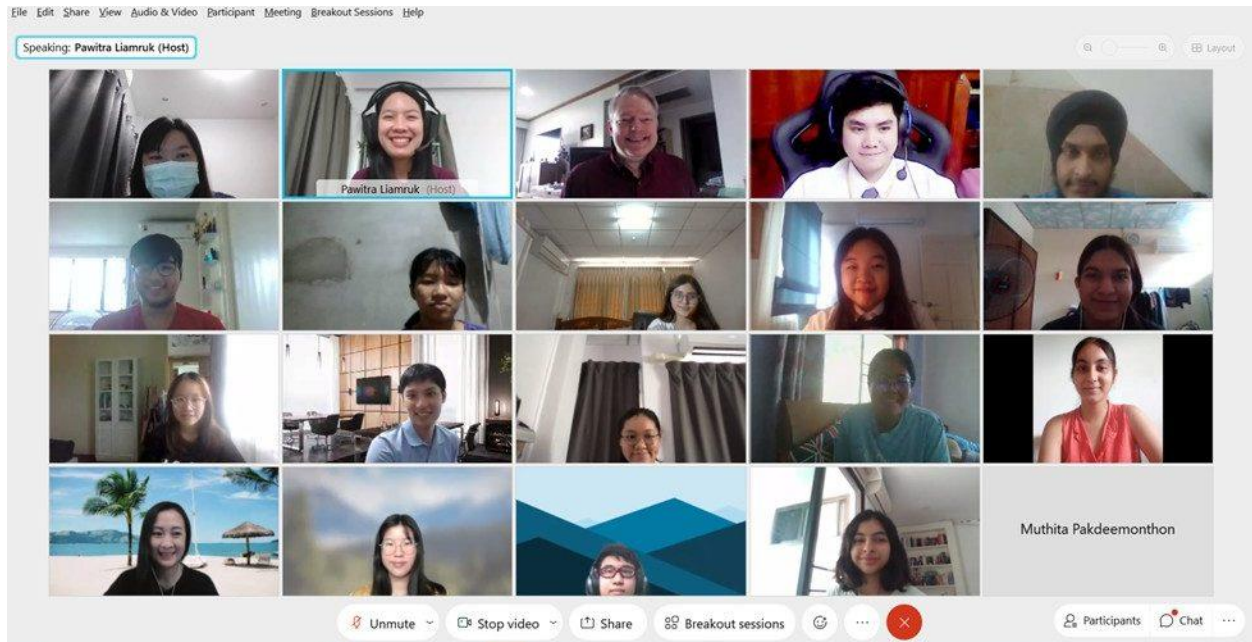 File Edit Share View Audio & Video Participant Meeting Breakout Sessions Help
Speaking: Pawitra Liamruk (Host)
Layout
Pawitra Liamruk (Host)
Muthita Pakdeemonthon
Unmute
Stop video
Share
Breakout sessions
Participants
Chat